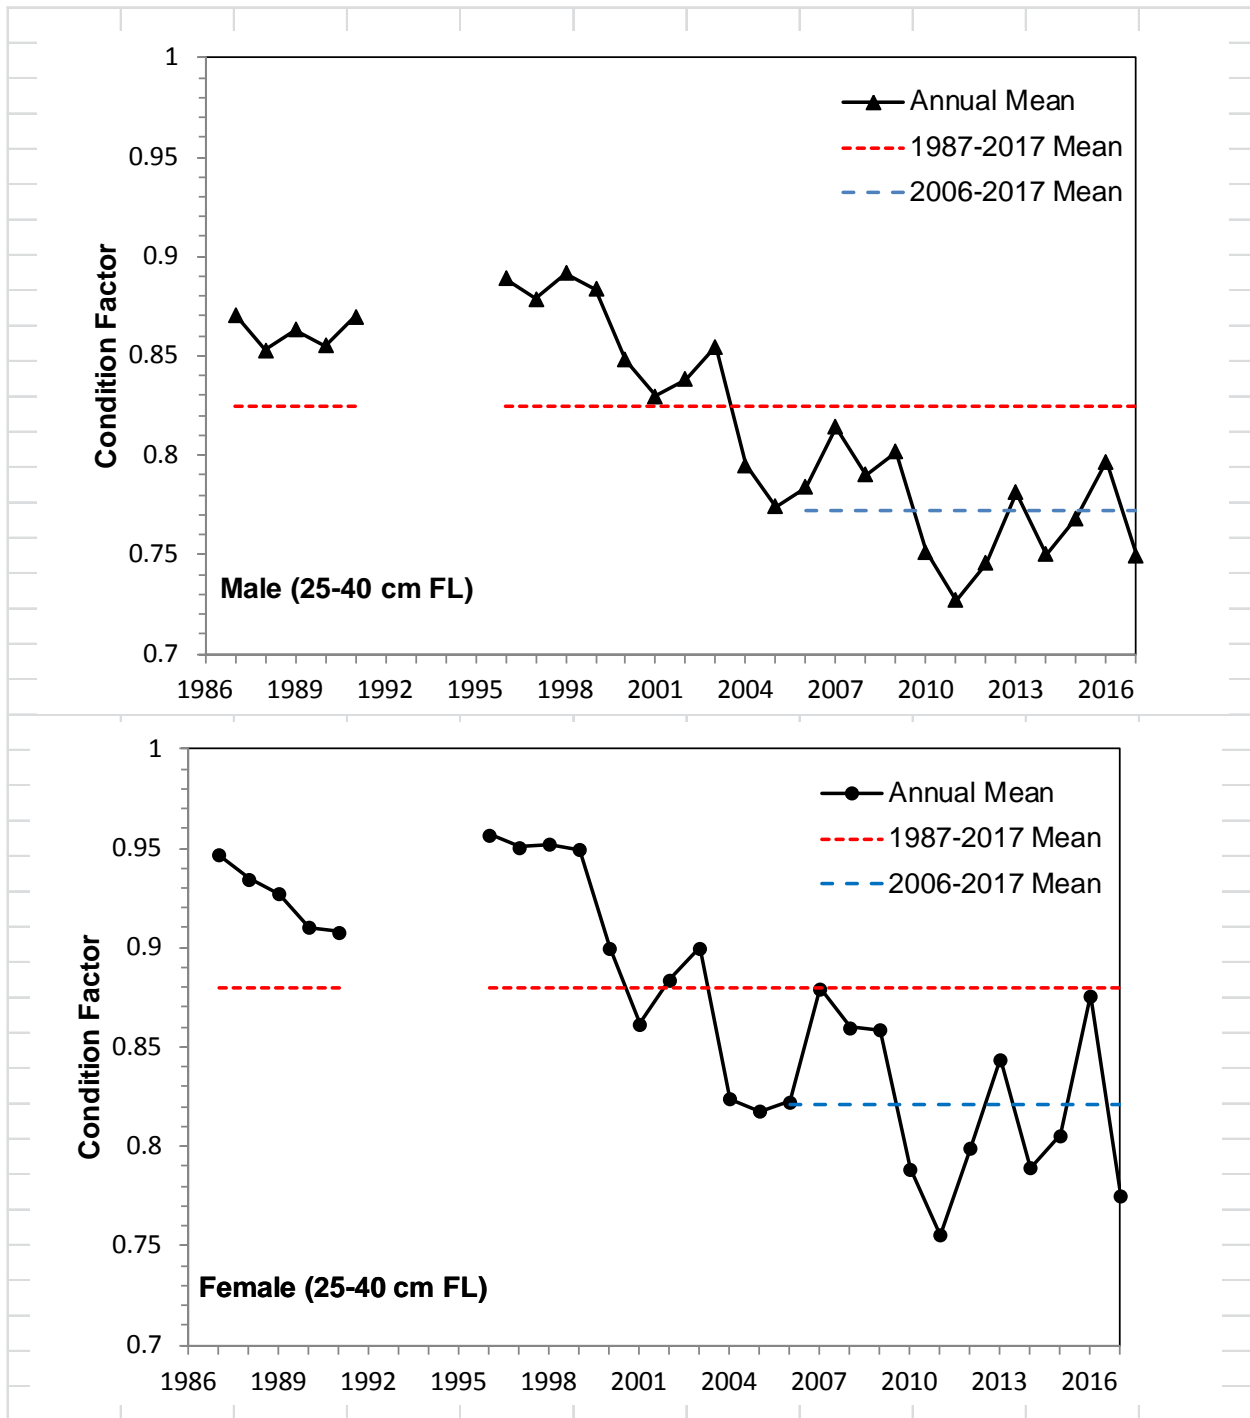 1
0.95
0.9
0.85
0.8
0.75
0.7
Condition Factor
Annual Mean
1987-2017 Mean
2006-2017 Mean
Male (25-40 cm FL)
1986 1989 1992 1995 1998 2001 2004 2007 2010 2013 2016
1
0.95
0.9
0.85
0.8
0.75
0.7
Condition Factor
Annual Mean
1987-2017 Mean
2006-2017 Mean
Female (25-40 cm FL)
1986 1989 1992 1995 1998 2001 2004 2007 2010 2013 2016